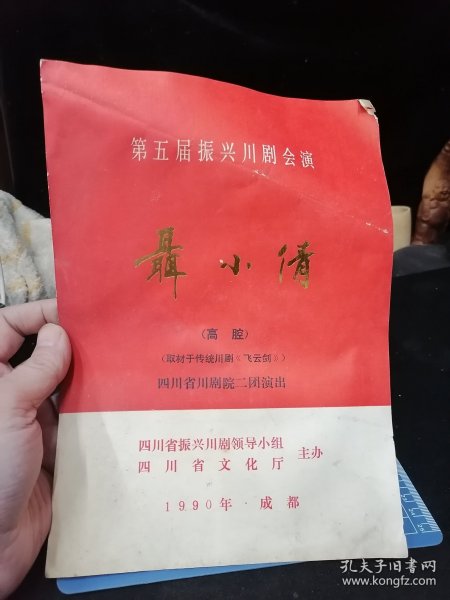 第五届振兴川剧会演
聂小倩
(高腔)
(取材于传统川剧《飞云剑》)
四川省川剧院二团演出
四川省振兴川剧领导小组
四川省文化厅
主办
1990年·成都
孔夫子旧书网
www.kongfz.com